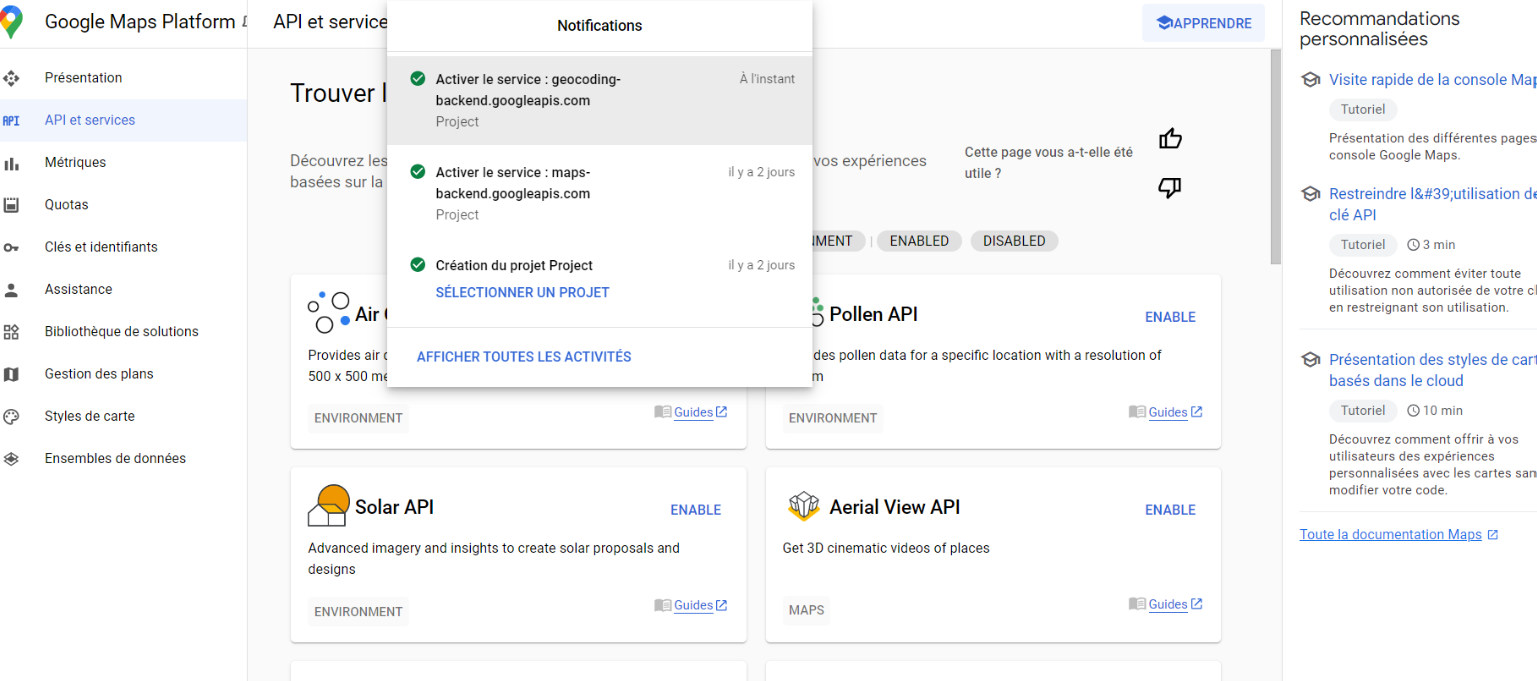 Google Maps Platform
API et service
Notifications
APPRENDRE
Recommandations
personnalisées
Présentation
API et services
Métriques
Quotas
Clés et identifiants
Assistance
Bibliothèque de solutions
Gestion des plans
Styles de carte
Ensembles de données
Activer le service : geocoding-
backend.googleapis.com
À l'instant
Project
Activer le service : maps-
backend.googleapis.com
il y a 2 jours
Project
Création du projet Project
il y a 2 jours
SÉLECTIONNER UN PROJET
AFFICHER TOUTES LES ACTIVITÉS
Trouver l
Découvrez les
vos expériences
basées sur la
Cette page vous a-t-elle été
utile ?
NMENT | ENABLED DISABLED
Air
Provides air
500 x 500 me
ENVIRONMENT
Guides
Pollen API
ENABLE
des pollen data for a specific location with a resolution of
m
ENVIRONMENT
Guides
Solar API
ENABLE
Advanced imagery and insights to create solar proposals and
designs
ENVIRONMENT
Guides
Aerial View API
ENABLE
Get 3D cinematic videos of places
MAPS
Guides
Visite rapide de la console Map
Tutoriel
Présentation des différentes pages
console Google Maps.
Restreindre l&#39;utilisation de
clé API
Tutoriel
3 min
Découvrez comment éviter toute
utilisation non autorisée de votre cl
en restreignant son utilisation.
Présentation des styles de cart
basés dans le cloud
Tutoriel
10 min
Découvrez comment offrir à vos
utilisateurs des expériences
personnalisées avec les cartes san
modifier votre code.
Toute la documentation Maps